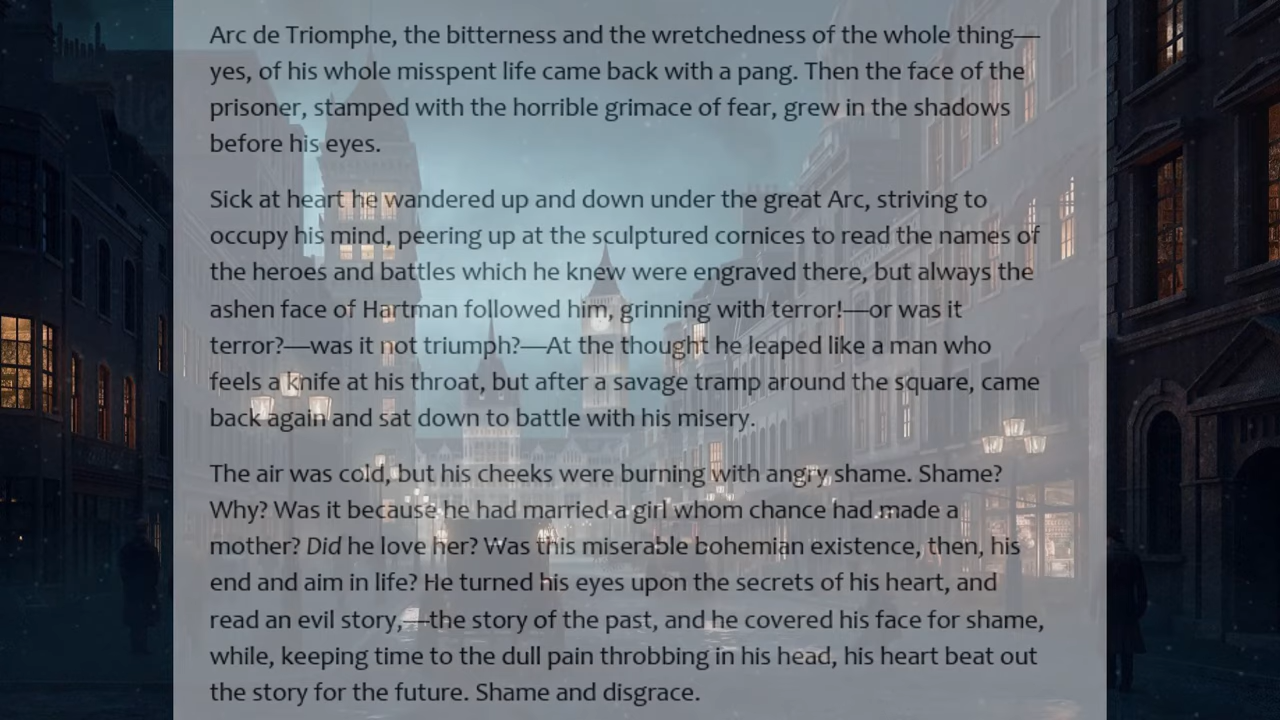 Arc de Triomphe, the bitterness and the wretchedness of the whole thing—
yes, of his whole misspent life came back with a pang. Then the face of the
prisoner, stamped with the horrible grimace of fear, grew in the shadows
before his eyes.
Sick at heart he wandered up and down under the great Arc, striving to
occupy his mind, peering up at the sculptured cornices to read the names of
the heroes and battles which he knew were engraved there, but always the
ashen face of Hartman followed him, grinning with terror!—or was it
terror?—was it not triumph?—At the thought he leaped like a man who
feels a knife at his throat, but after a savage tramp around the square, came
back again and sat down to battle with his misery.
The air was cold, but his cheeks were burning with angry shame. Shame?
Why? Was it because he had married a girl whom chance had made a
mother? Did he love her? Was this miserable bohemian existence, then, his
end and aim in life? He turned his eyes upon the secrets of his heart, and
read an evil story,—the story of the past, and he covered his face for shame,
while, keeping time to the dull pain throbbing in his head, his heart beat out
the story for the future. Shame and disgrace.